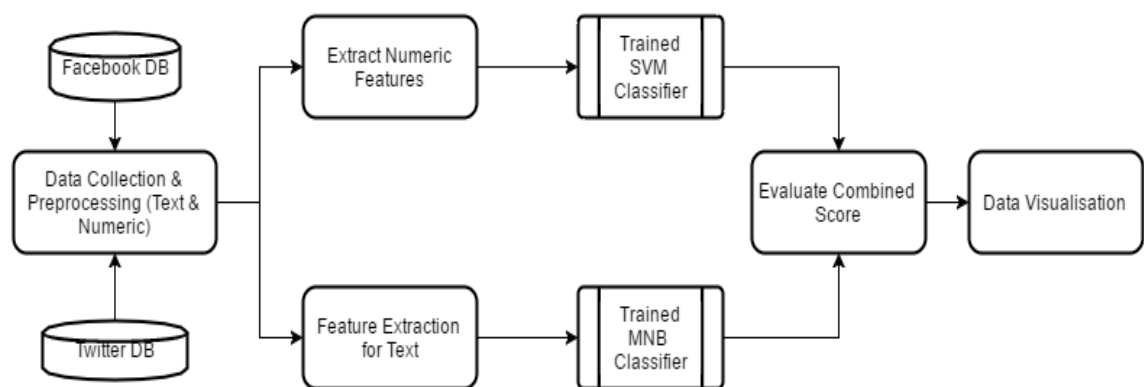 Facebook DB
Extract Numeric
Features
Trained
SVM
Classifier
Data Collection &
Preprocessing (Text &
Numeric)
Evaluate Combined
Score
Data Visualisation
Twitter DB
Feature Extraction
for Text
Trained
MNB
Classifier